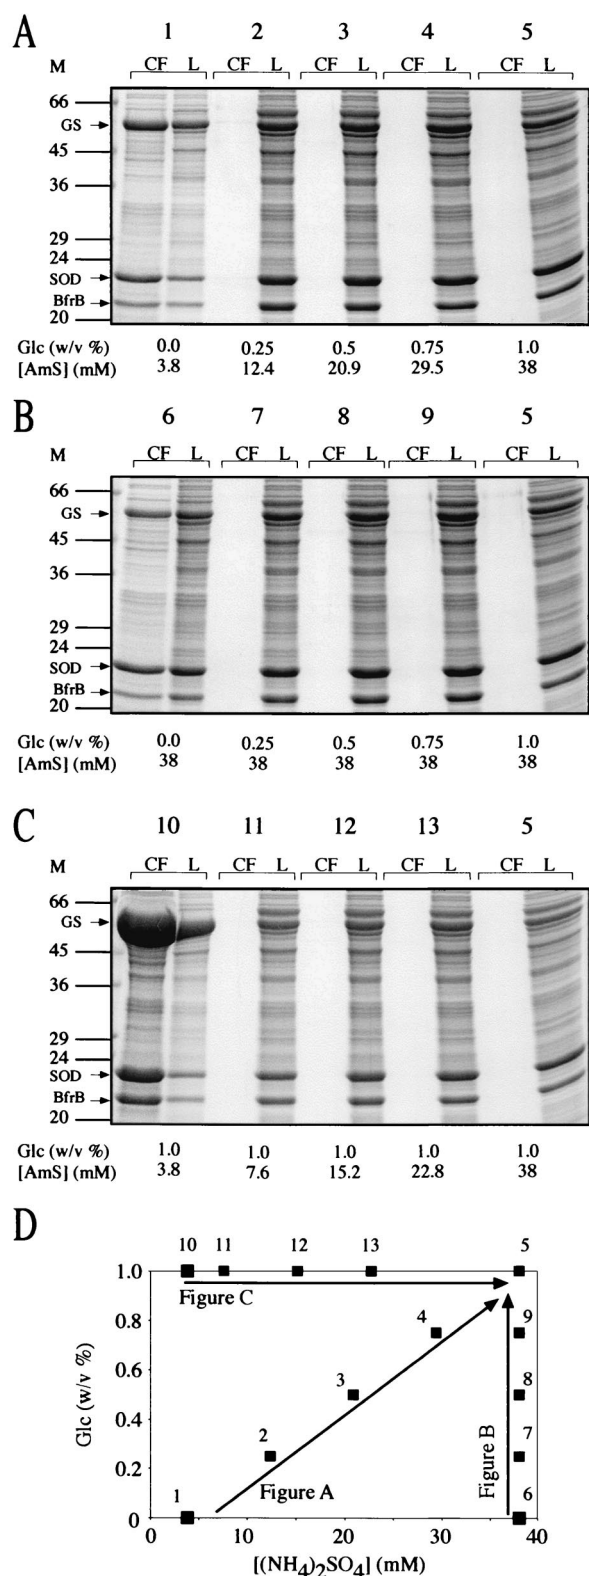 A
1 2 3 4 5
M CF L CF L CF L CF L CF L
66
GS
45
36
29
24
SOD
BfrB
20
Glc (w/v %) 0.0 0.25 0.5 0.75 1.0
[AmS] (mM) 3.8 12.4 20.9 29.5 38
B
6 7 8 9 5
M CF L CF L CF L CF L CF L
66
GS
45
36
29
24
SOD
BfrB
20
Glc (w/v %) 0.0 0.25 0.5 0.75 1.0
[AmS] (mM) 38 38 38 38 38
C
10 11 12 13 5
M CF L CF L CF L CF L CF L
66
GS
45
36
29
24
SOD
BfrB
20
Glc (w/v %) 1.0 1.0 1.0 1.0 1.0
[AmS] (mM) 3.8 7.6 15.2 22.8 38
D
10 11 12 13 5
1.0
Figure C
4 9
0.8
3 8
0.6
Glc (w/v %)
0.4
2 7
Figure B
0.2
Figure A
1 6
0
0 10 20 30 40
[(NH4)2SO4] (mM)